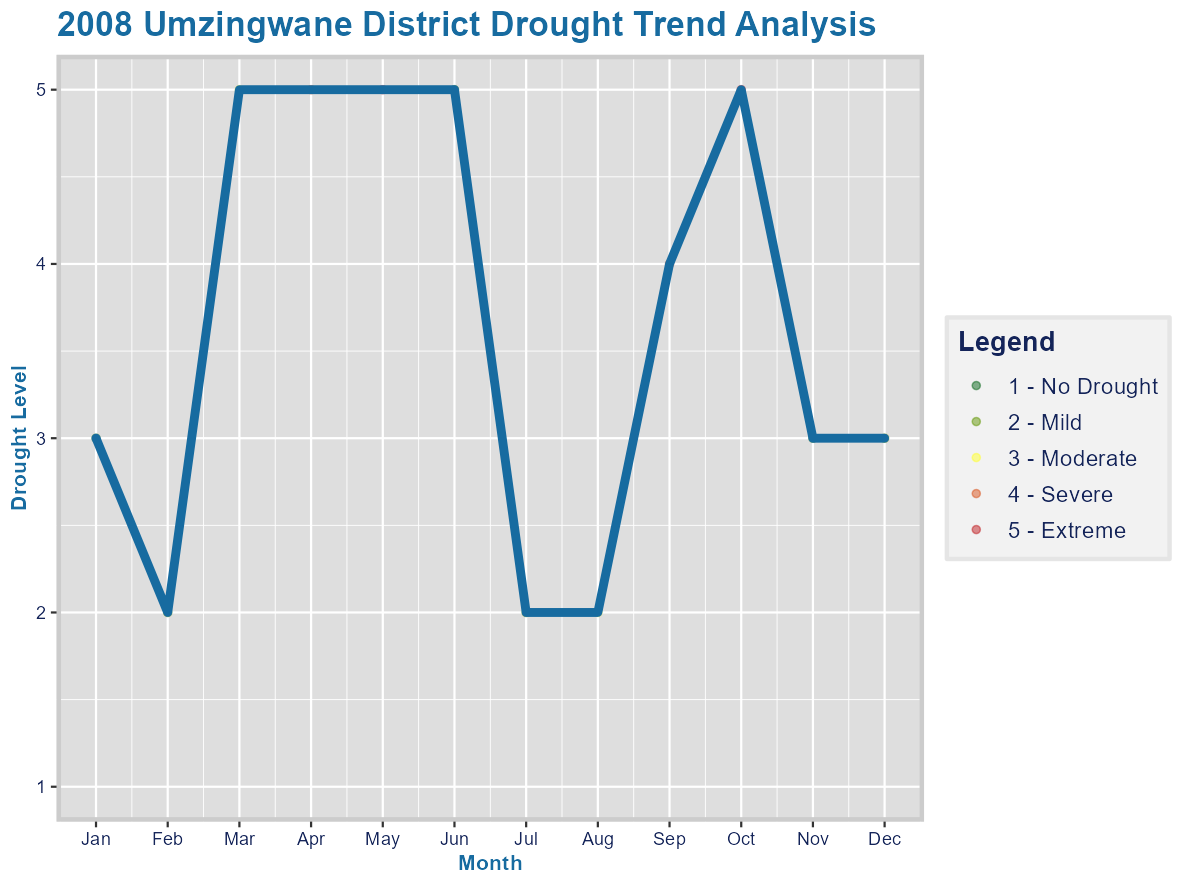 2008 Umzingwane District Drought Trend Analysis
Drought Level
5
4
3
2
1
Jan Feb Mar Apr May Jun Jul Aug Sep Oct Nov Dec
Month
Legend
1 - No Drought
2 - Mild
3 - Moderate
4 - Severe
5 - Extreme